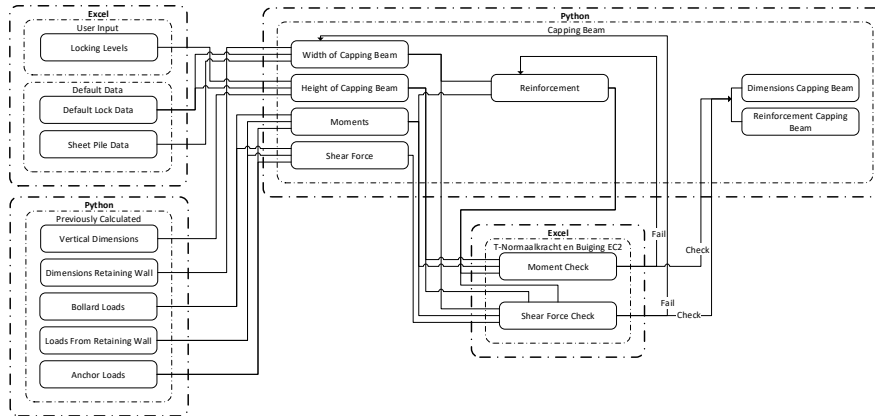 Excel
User Input
Locking Levels
Default Data
Default Lock Data
Sheet Pile Data
Python
Previously Calculated
Vertical Dimensions
Dimensions Retaining Wall
Bollard Loads
Loads From Retaining Wall
Anchor Loads
Python
Capping Beam
Width of Capping Beam
Height of Capping Beam
Moments
Shear Force
Reinforcement
Dimensions Capping Beam
Reinforcement Capping
Beam
Excel
T-Normaalkracht en Buiging EC2
Moment Check
Shear Force Check
Fail
Check
Fail
Check